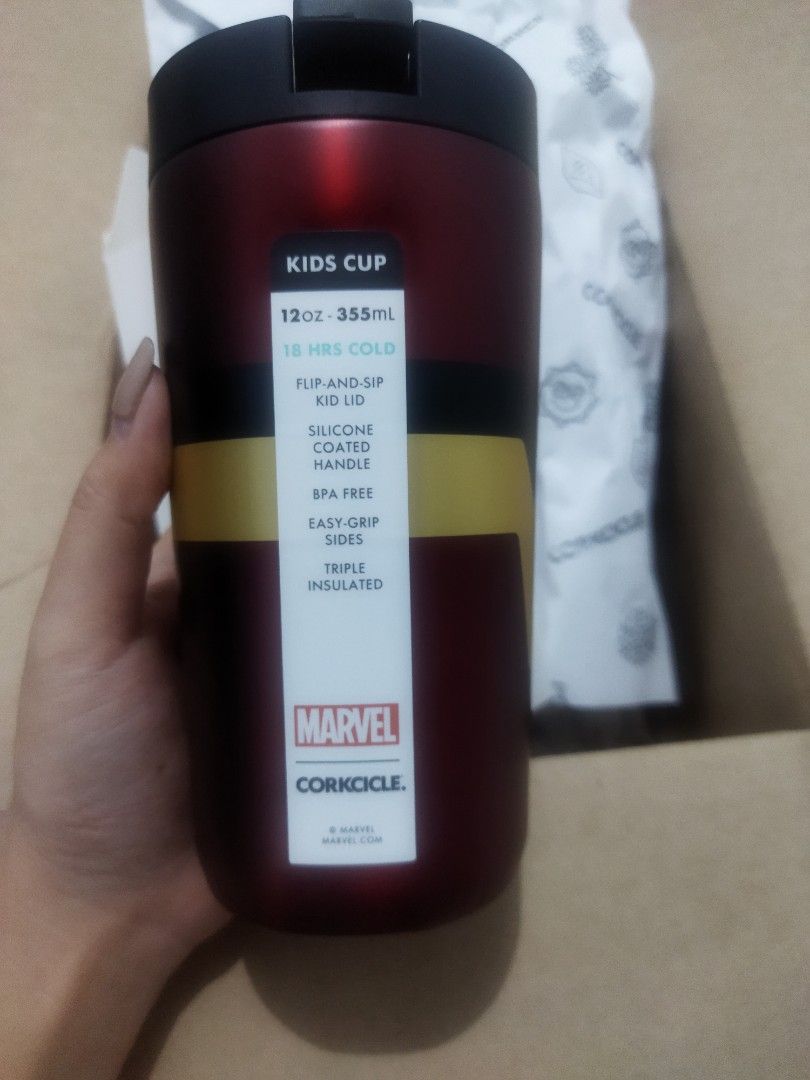 KIDS CUP
12oz - 355mL
18 HRS COLD
FLIP-AND-SIP
KID LID
SILICONE
COATED
HANDLE
BPA FREE
EASY-GRIP
SIDES
TRIPLE
INSULATED
MARVEL
CORKCICLE.
© MARVEL
MARVEL.COM